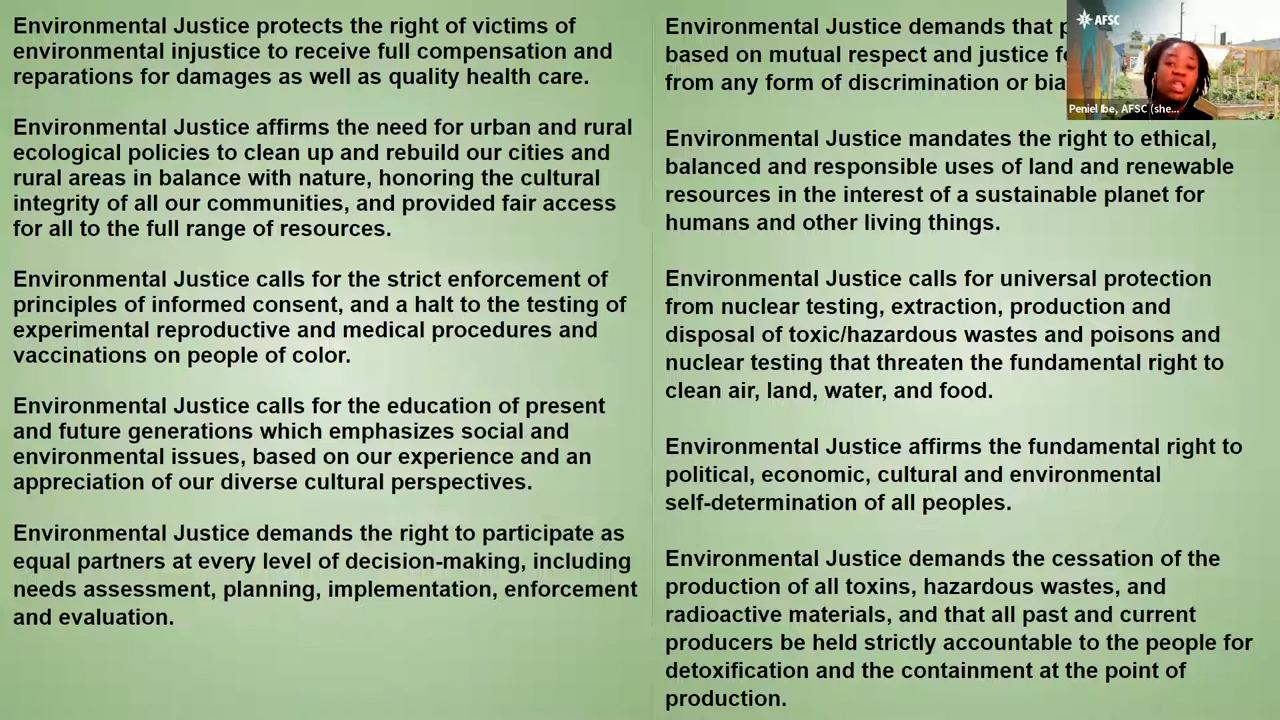 Environmental Justice protects the right of victims of
environmental injustice to receive full compensation and
reparations for damages as well as quality health care.
Environmental Justice affirms the need for urban and rural
ecological policies to clean up and rebuild our cities and
rural areas in balance with nature, honoring the cultural
integrity of all our communities, and provided fair access
for all to the full range of resources.
Environmental Justice calls for the strict enforcement of
principles of informed consent, and a halt to the testing of
experimental reproductive and medical procedures and
vaccinations on people of color.
Environmental Justice calls for the education of present
and future generations which emphasizes social and
environmental issues, based on our experience and an
appreciation of our diverse cultural perspectives.
Environmental Justice demands the right to participate as
equal partners at every level of decision-making, including
needs assessment, planning, implementation, enforcement
and evaluation.
Environmental Justice demands that
based on mutual respect and justice
from any form of discrimination or
Environmental Justice mandates the right to ethical,
balanced and responsible uses of land and renewable
resources in the interest of a sustainable planet for
humans and other living things.
Environmental Justice calls for universal protection
from nuclear testing, extraction, production and
disposal of toxic/hazardous wastes and poisons and
nuclear testing that threaten the fundamental right to
clean air, land, water, and food.
Environmental Justice affirms the fundamental right to
political, economic, cultural and environmental
self-determination of all peoples.
Environmental Justice demands the cessation of the
production of all toxins, hazardous wastes, and
radioactive materials, and that all past and current
producers be held strictly accountable to the people for
detoxification and the containment at the point of
production.
AFSC
Peniel Ibe, AFSC (she...